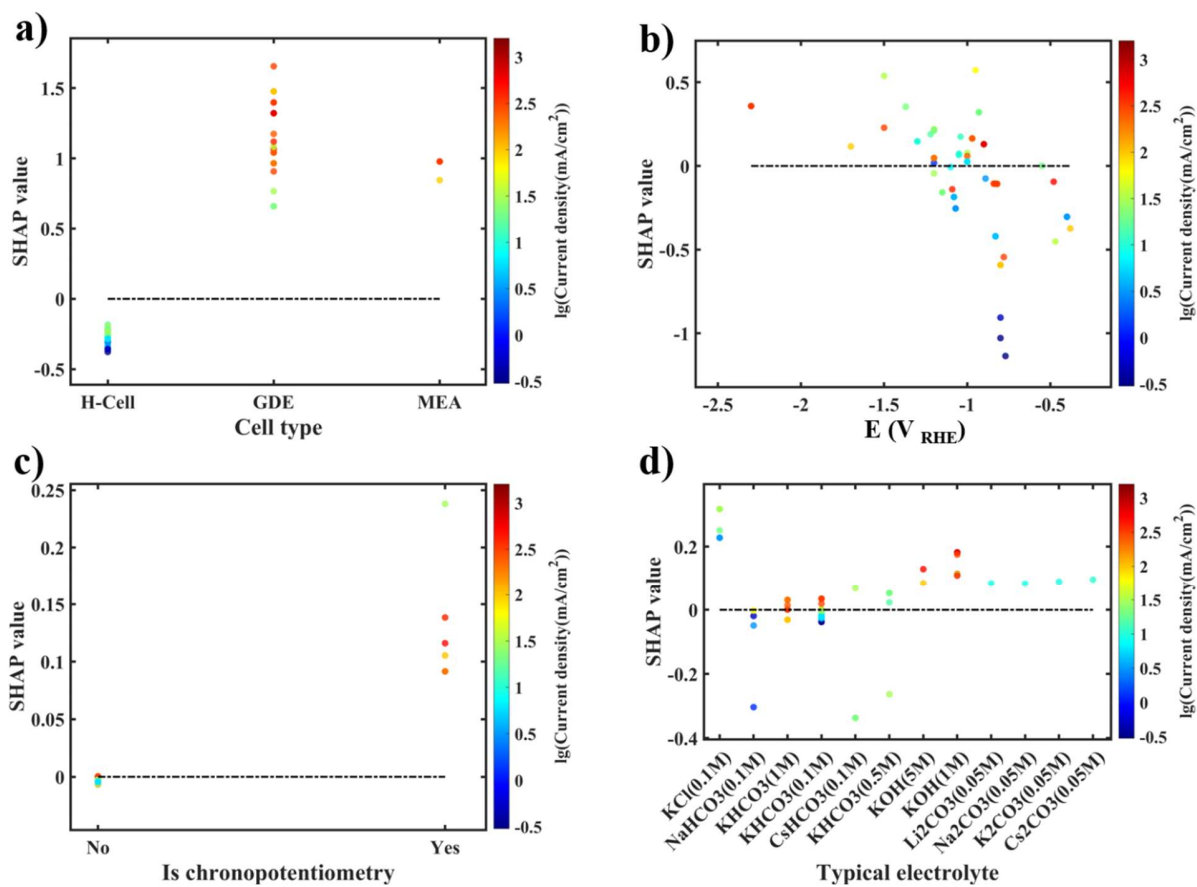 a)
1.5
1
0.5
0
-0.5
SHAP value
H-Cell GDE MEA
Cell type
3
2.5
2
1.5
1
0.5
0
-0.5
lg(Current density(mA/cm2))
b)
0.5
0
-0.5
-1
SHAP value
-2.5 -2 -1.5 -1 -0.5
E (V RHE)
3
2.5
2
1.5
1
0.5
0
-0.5
lg(Current density(mA/cm2))
c)
0.25
0.2
0.15
0.1
0.05
0
SHAP value
No Yes
Is chronopotentiometry
3
2.5
2
1.5
1
0.5
0
-0.5
lg(Current density(mA/cm2))
d)
0.2
0
-0.2
-0.4
SHAP value
KCl(0.1M)
NaHCO3(0.1M)
KHCO3(1M)
KHCO3(0.1M)
CsHCO3(0.1M)
KHCO3(0.5M)
KOH(5M)
KOH(1M)
Li2CO3(0.05M)
Na2CO3(0.05M)
K2CO3(0.05M)
Cs2CO3(0.05M)
Typical electrolyte
3
2.5
2
1.5
1
0.5
0
-0.5
lg(Current density(mA/cm2))